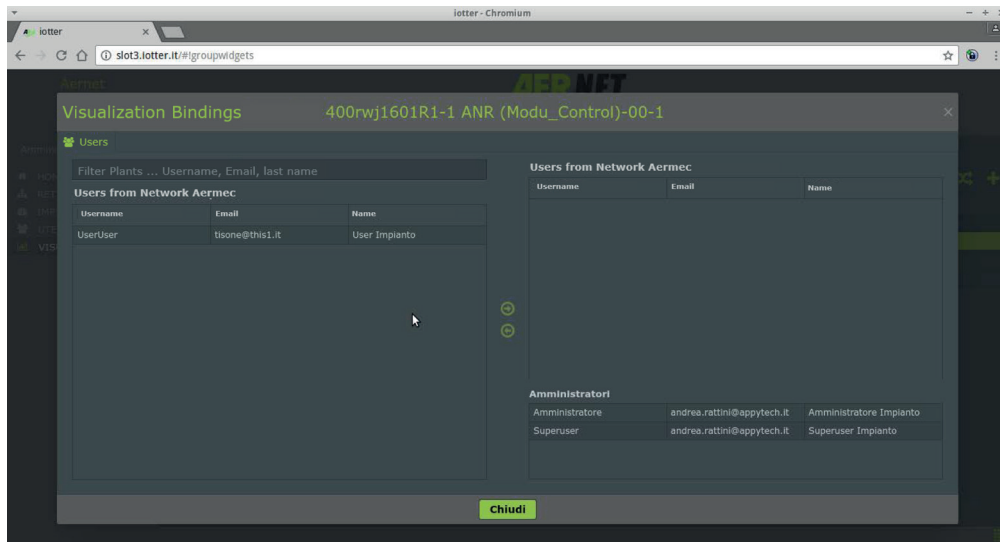 iotter - Chromium
iotter
slot3.iotter.it/#!groupwidgets
Aernet
AERNET
Visualization Bindings 400rwj1601R1-1 ANR (Modu_Control)-00-1
Users
Filter Plants ... Username, Email, last name
Users from Network Aermec
Username Email Name
UserUser tisone@this1.it User Impianto
Users from Network Aermec
Username Email Name
Amministratori
Amministratore andrea.rattini@appytech.it Amministratore Impianto
Superuser andrea.rattini@appytech.it Superuser Impianto
Chiudi